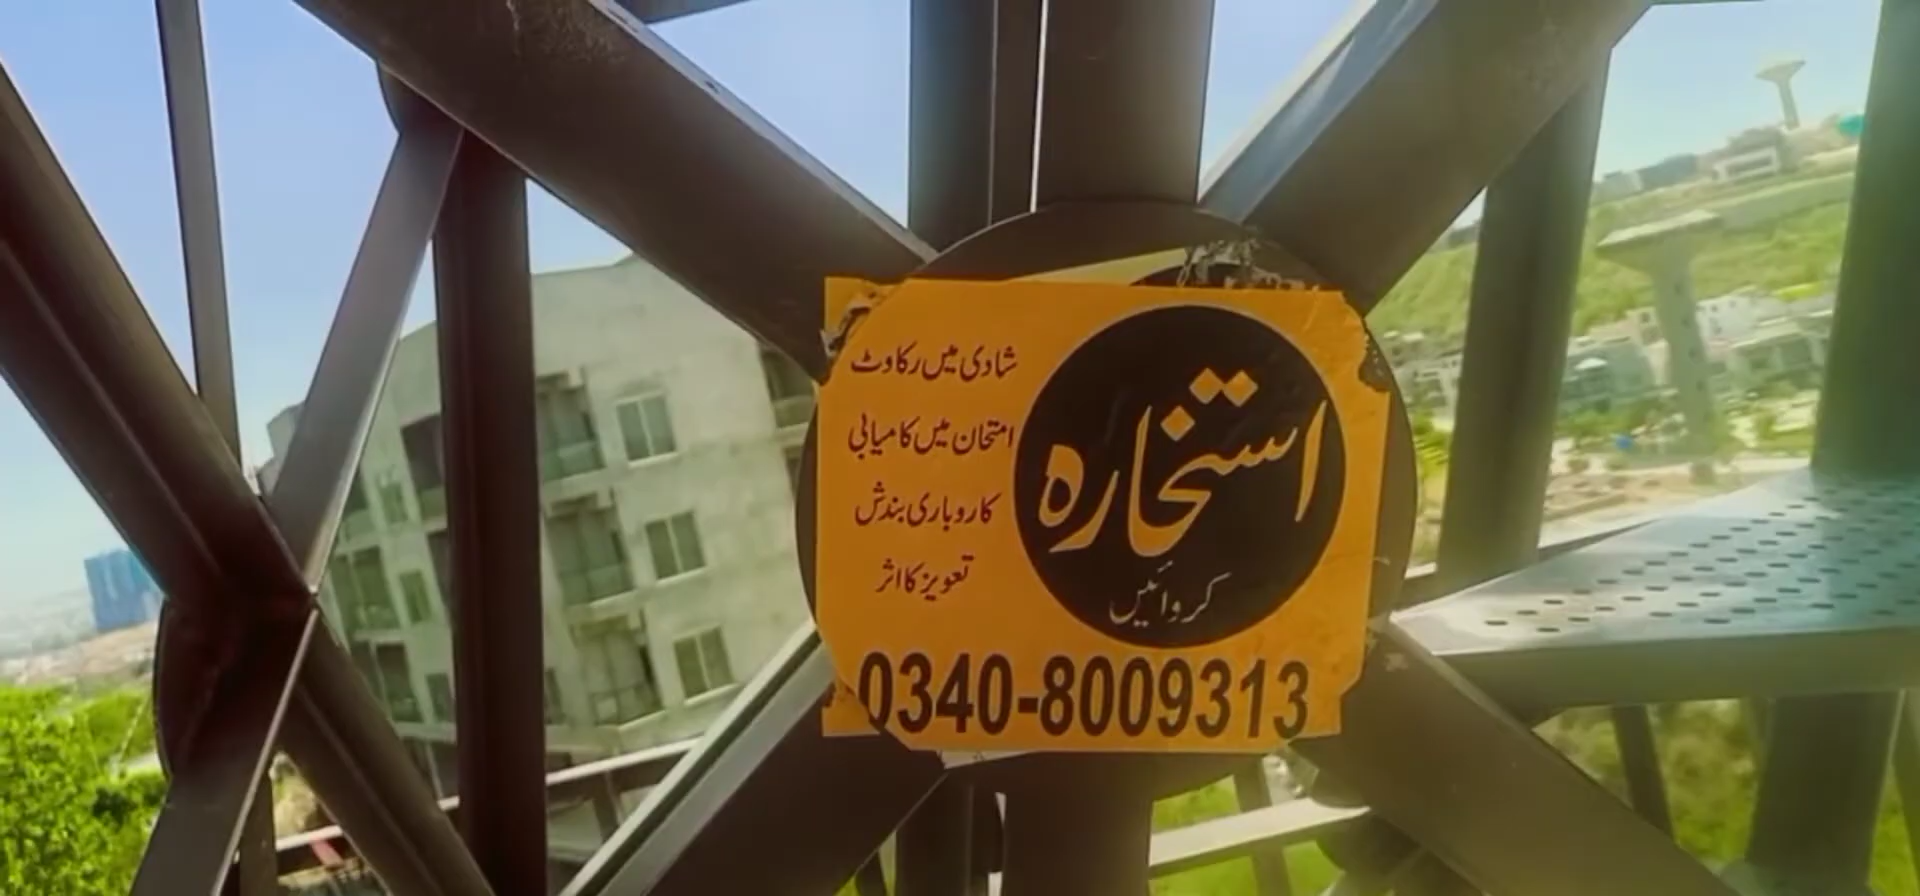 استخارہ
کروائیں
شادی میں رکاوٹ
امتحان میں کامیابی
کاروباری بندش
تعویز کا اثر
0340-8009313